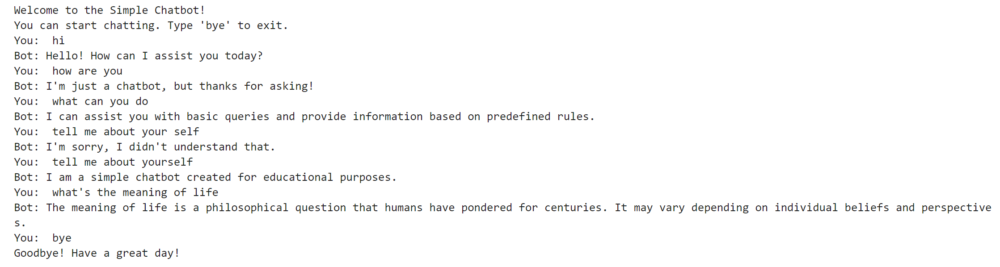 Welcome to the Simple Chatbot!
You can start chatting. Type 'bye' to exit.
You:  hi
Bot: Hello! How can I assist you today?
You:  how are you
Bot: I'm just a chatbot, but thanks for asking!
You:  what can you do
Bot: I can assist you with basic queries and provide information based on predefined rules.
You:  tell me about your self
Bot: I'm sorry, I didn't understand that.
You:  tell me about yourself
Bot: I am a simple chatbot created for educational purposes.
You:  what's the meaning of life
Bot: The meaning of life is a philosophical question that humans have pondered for centuries. It may vary depending on individual beliefs and perspective
s.
You:  bye
Goodbye! Have a great day!